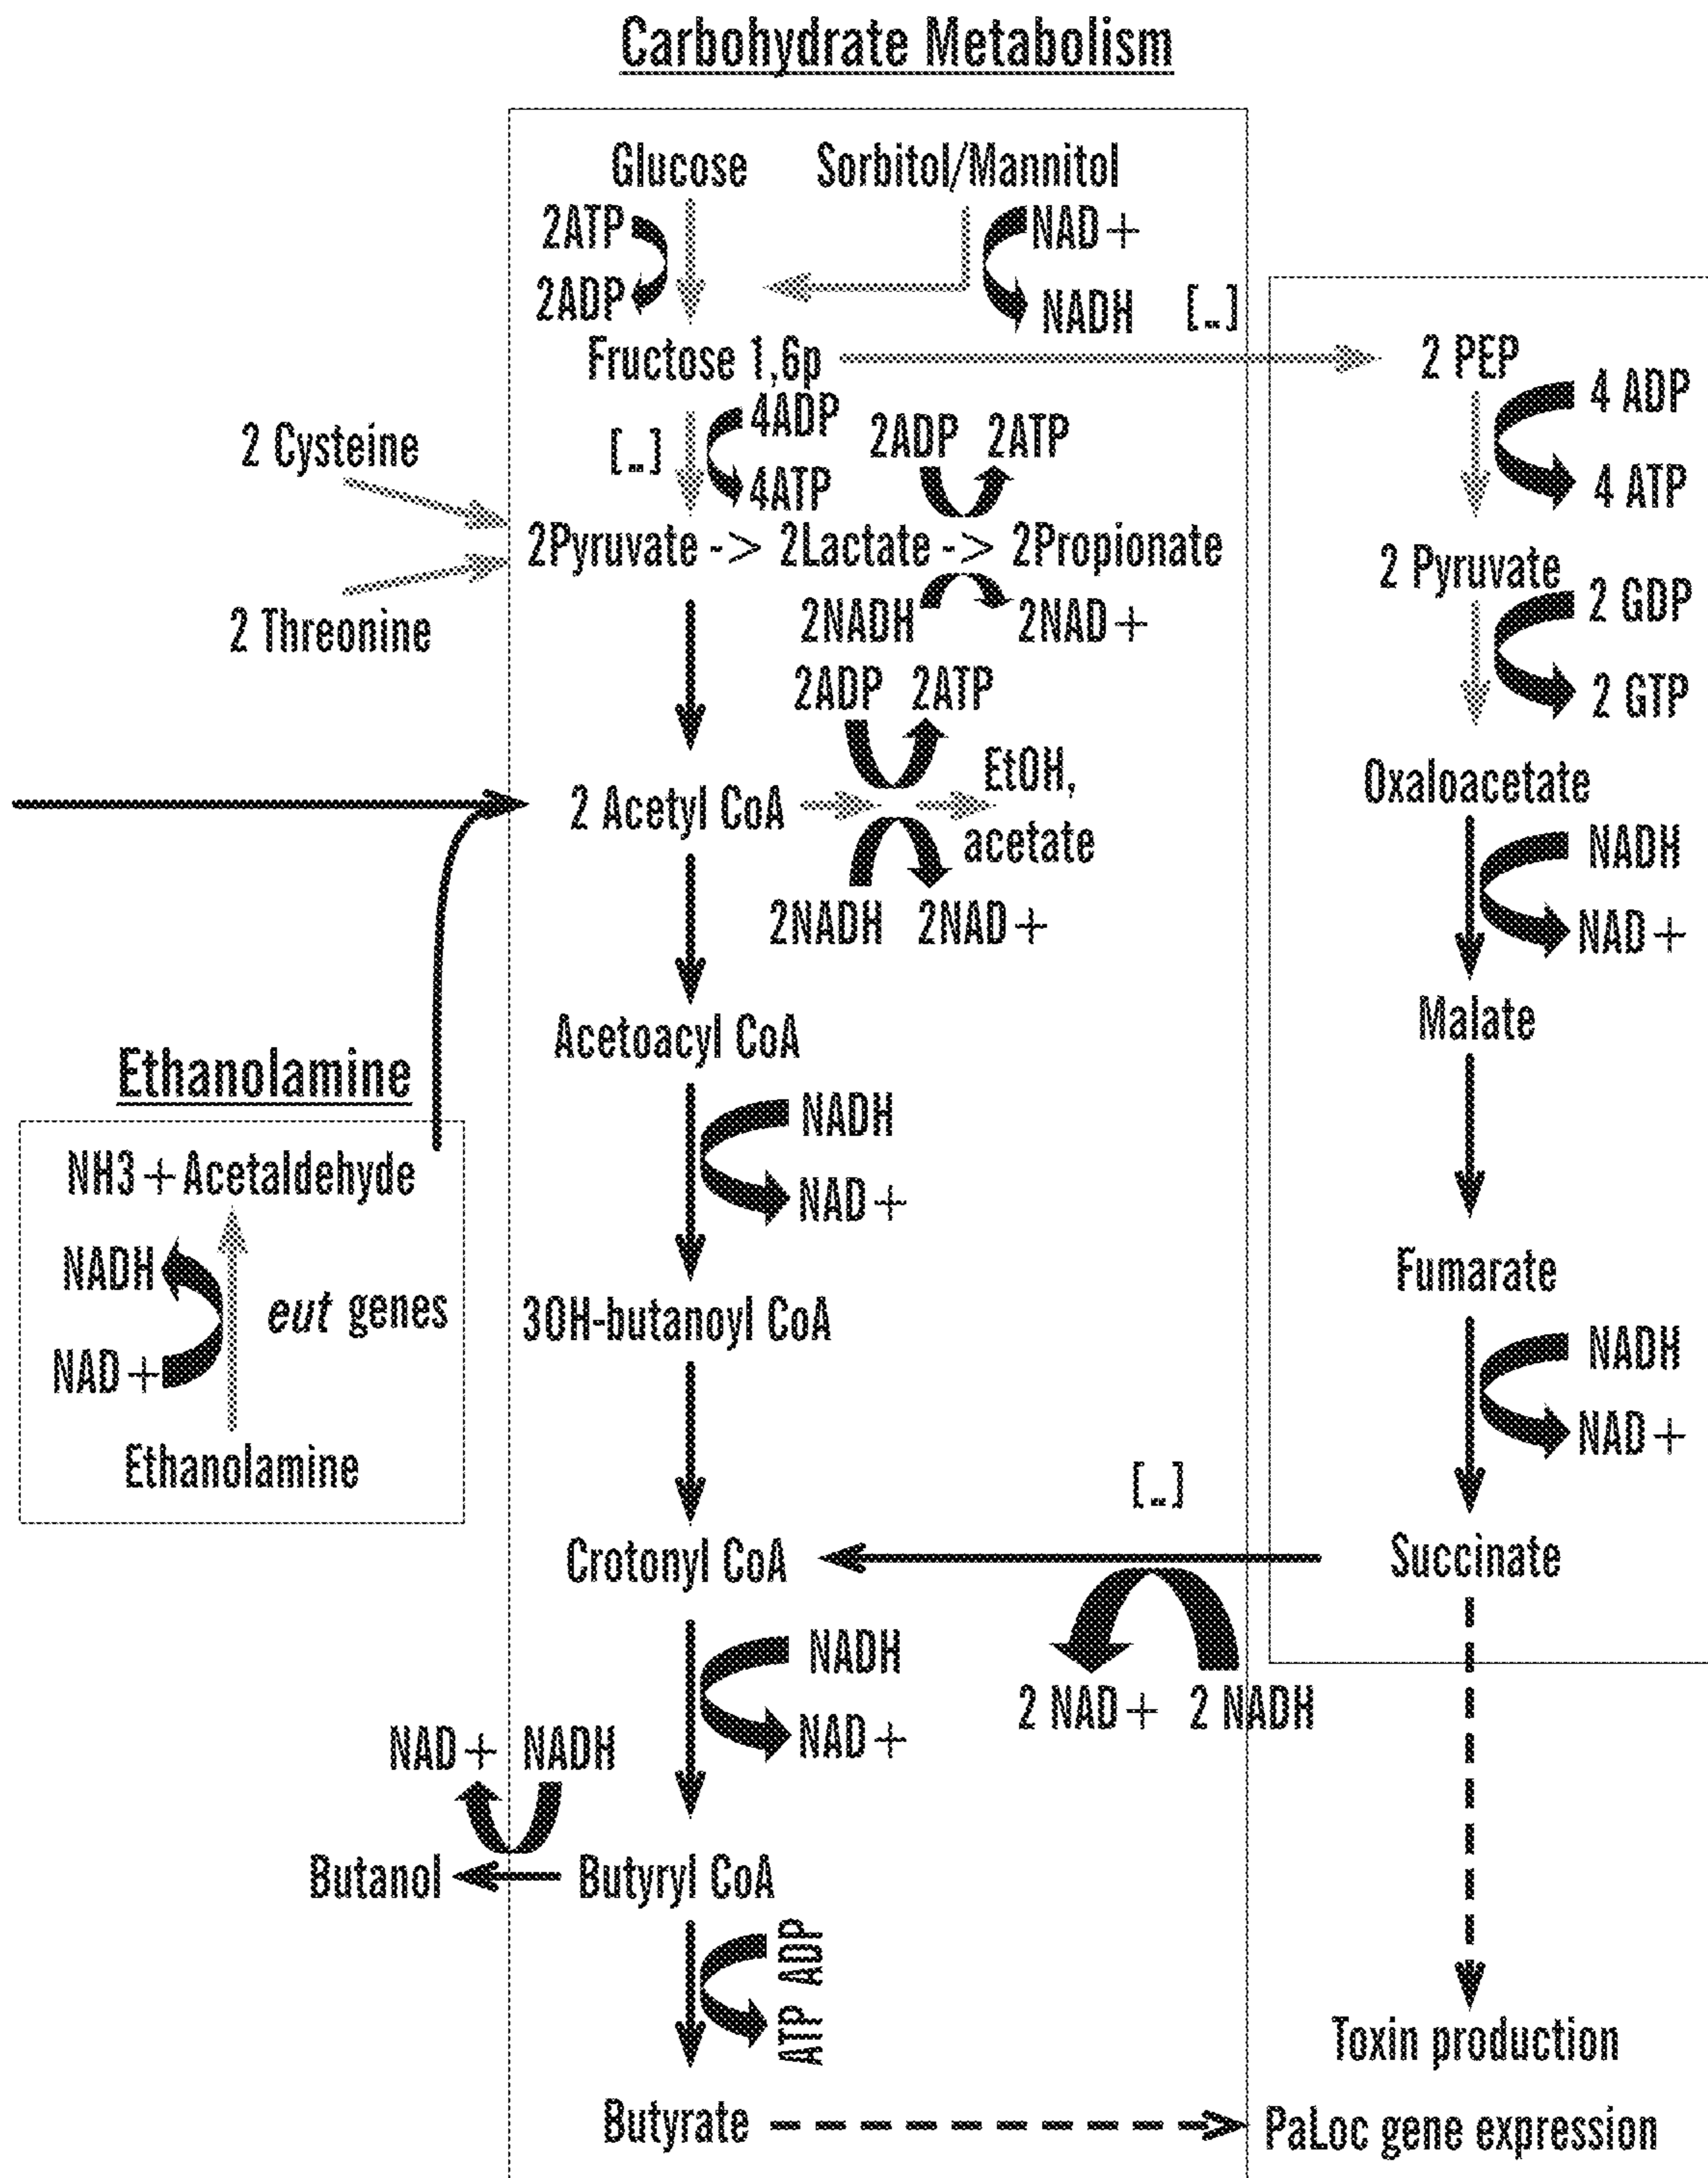 Carbohydrate Metabolism
Glucose
Sorbitol/Mannitol
2ATP
2ADP
NAD+
NADH
[..]
Fructose 1,6p
2 PEP
4 ADP
4 ATP
[..]
4ADP
4ATP
2 Cysteine
2 Threonine
2ADP 2ATP
2Pyruvate -> 2Lactate -> 2Propionate
2NADH 2NAD+
2 Pyruvate
2 GDP
2 GTP
2ADP 2ATP
2 Acetyl CoA
EtOH,
acetate
2NADH 2NAD+
Oxaloacetate
NADH
NAD+
Malate
Acetoacyl CoA
NADH
NAD+
Ethanolamine
NH3+Acetaldehyde
NADH
eut genes
NAD+
Ethanolamine
Fumarate
NADH
NAD+
3OH-butanoyl CoA
[..]
Crotonyl CoA
Succinate
2 NAD+ 2 NADH
NADH
NAD+
NAD+ NADH
Butanol
Butyryl CoA
ADP
ATP
Butyrate
Toxin production
PaLoc gene expression